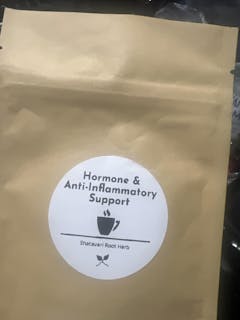 Hormone &
Anti-Inflammatory
Support
Shatavari Root Herb